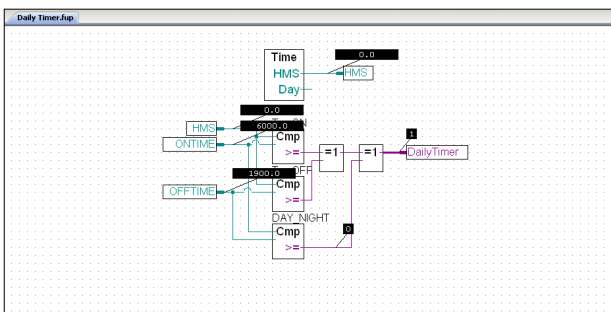 Daily Timer.fup
0.0
Time
HMS
HMS
Day
0.0
HMS
6000.0
ONTIME
Cmp
>=
=1
=1
1
DailyTimer
1900.0
OFFTIME
Cmp
>=
DAY_NIGHT
Cmp
>=
0